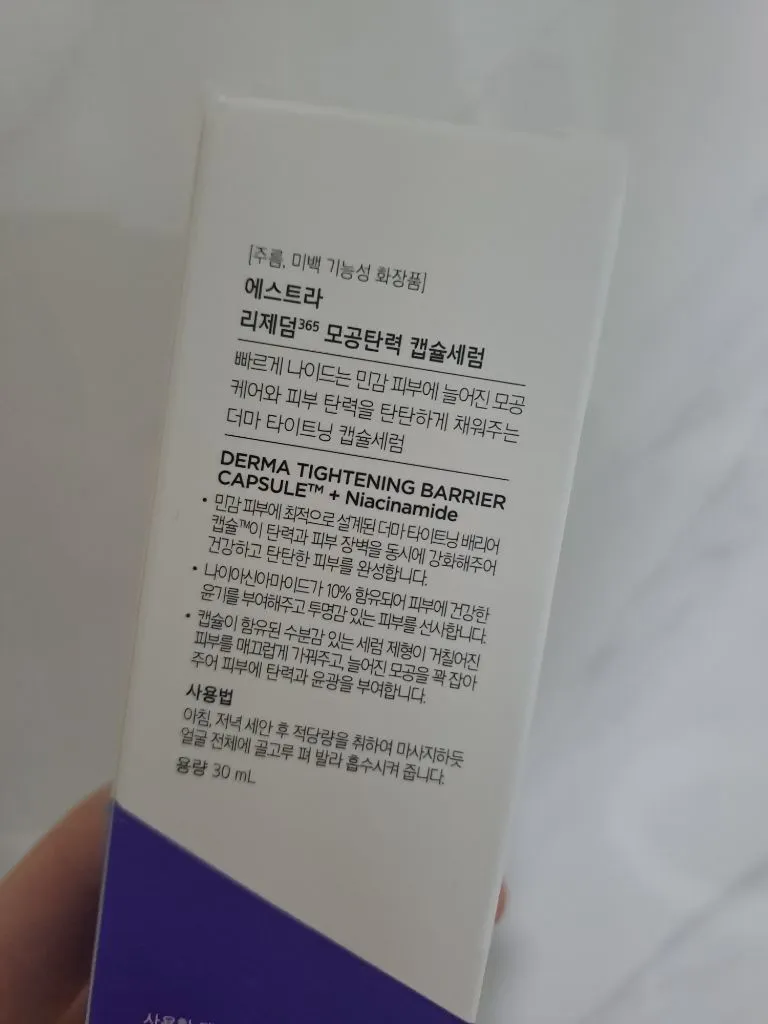 [주름, 미백 기능성 화장품]
에스트라
리제덤³⁶⁵ 모공탄력 캡슐세럼
빠르게 나이드는 민감 피부에 늘어진 모공
케어와 피부 탄력을 탄탄하게 채워주는
더마 타이트닝 캡슐세럼
DERMA TIGHTENING BARRIER
CAPSULE™ + Niacinamide
• 민감 피부에 최적으로 설계된 더마 타이트닝 배리어
캡슐™이 탄력과 피부 장벽을 동시에 강화해주어
건강하고 탄탄한 피부를 완성합니다.
• 나이아신아마이드가 10% 함유되어 피부에 건강한
윤기를 부여해주고 투명감 있는 피부를 선사합니다.
• 캡슐이 함유된 수분감 있는 세럼 제형이 거칠어진
피부를 매끄럽게 가꿔주고, 늘어진 모공을 꽉 잡아
주어 피부에 탄력과 윤광을 부여합니다.
사용법
아침, 저녁 세안 후 적당량을 취하여 마사지하듯
얼굴 전체에 골고루 펴 발라 흡수시켜 줍니다.
용량 30 mL